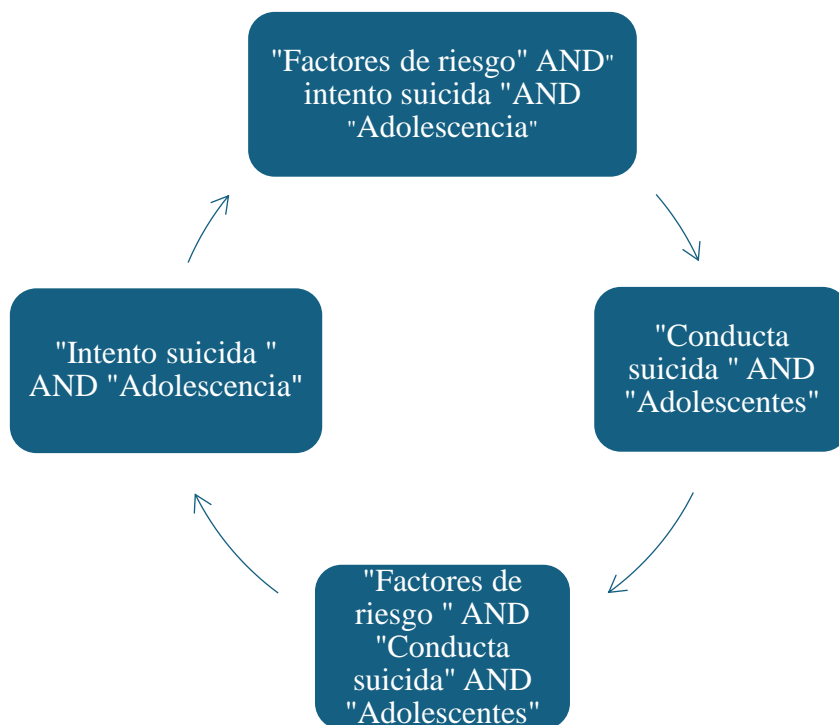 "Factores de riesgo" AND"
intento suicida "AND
"Adolescencia"
"Conducta
suicida " AND
"Adolescentes"
"Factores de
riesgo " AND
"Conducta
suicida" AND
"Adolescentes"
"Intento suicida "
AND "Adolescencia"